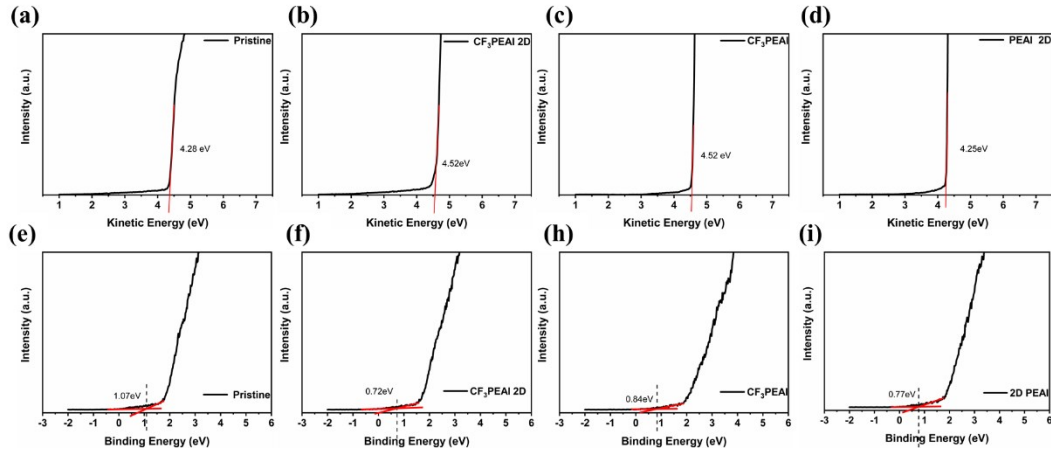 (a)
Pristine
4.28 eV
Intensity (a.u.)
1 2 3 4 5 6 7
Kinetic Energy (eV)
(b)
CF₃PEAI 2D
4.52eV
Intensity (a.u.)
1 2 3 4 5 6 7
Kinetic Energy (eV)
(c)
CF₃PEAI
4.52 eV
Intensity (a.u.)
1 2 3 4 5 6 7
Kinetic Energy (eV)
(d)
PEAI 2D
4.25eV
Intensity (a.u.)
1 2 3 4 5 6 7
Kinetic Energy (eV)
(e)
1.07eV
Pristine
Intensity (a.u.)
-3 -2 -1 0 1 2 3 4 5 6
Binding Energy (eV)
(f)
0.72eV
CF₃PEAI 2D
Intensity (a.u.)
-3 -2 -1 0 1 2 3 4 5 6
Binding Energy (eV)
(h)
0.84eV
CF₃PEAI
Intensity (a.u.)
-3 -2 -1 0 1 2 3 4 5 6
Binding Energy (eV)
(i)
0.77eV
2D PEAI
Intensity (a.u.)
-3 -2 -1 0 1 2 3 4 5 6
Binding Energy (eV)